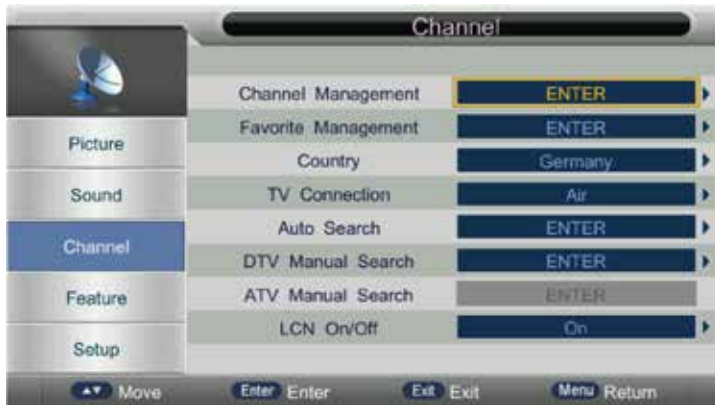 Channel
Channel Management ENTER
Favorite Management ENTER
Country Germany
TV Connection Air
Auto Search ENTER
DTV Manual Search ENTER
ATV Manual Search ENTER
LCN On/Off On
Picture
Sound
Channel
Feature
Setup
Move Enter Enter Exit Exit Menu Return